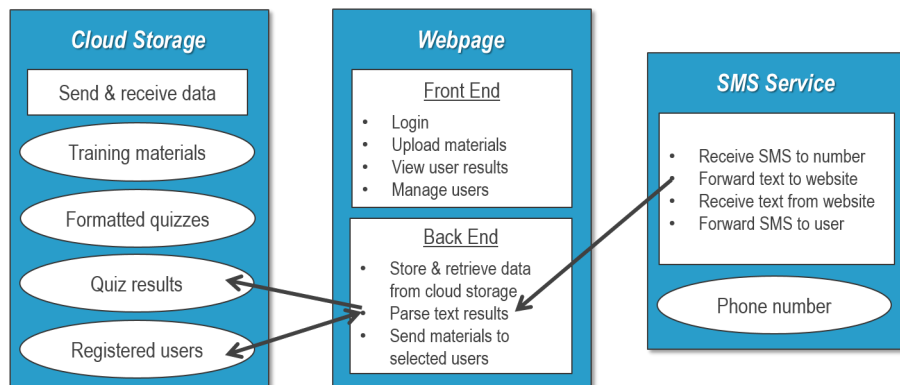 Cloud Storage
Send & receive data
Training materials
Formatted quizzes
Quiz results
Registered users
Webpage
Front End
• Login
• Upload materials
• View user results
• Manage users
Back End
• Store & retrieve data
from cloud storage
• Parse text results
• Send materials to
selected users
SMS Service
• Receive SMS to number
• Forward text to website
• Receive text from website
• Forward SMS to user
Phone number